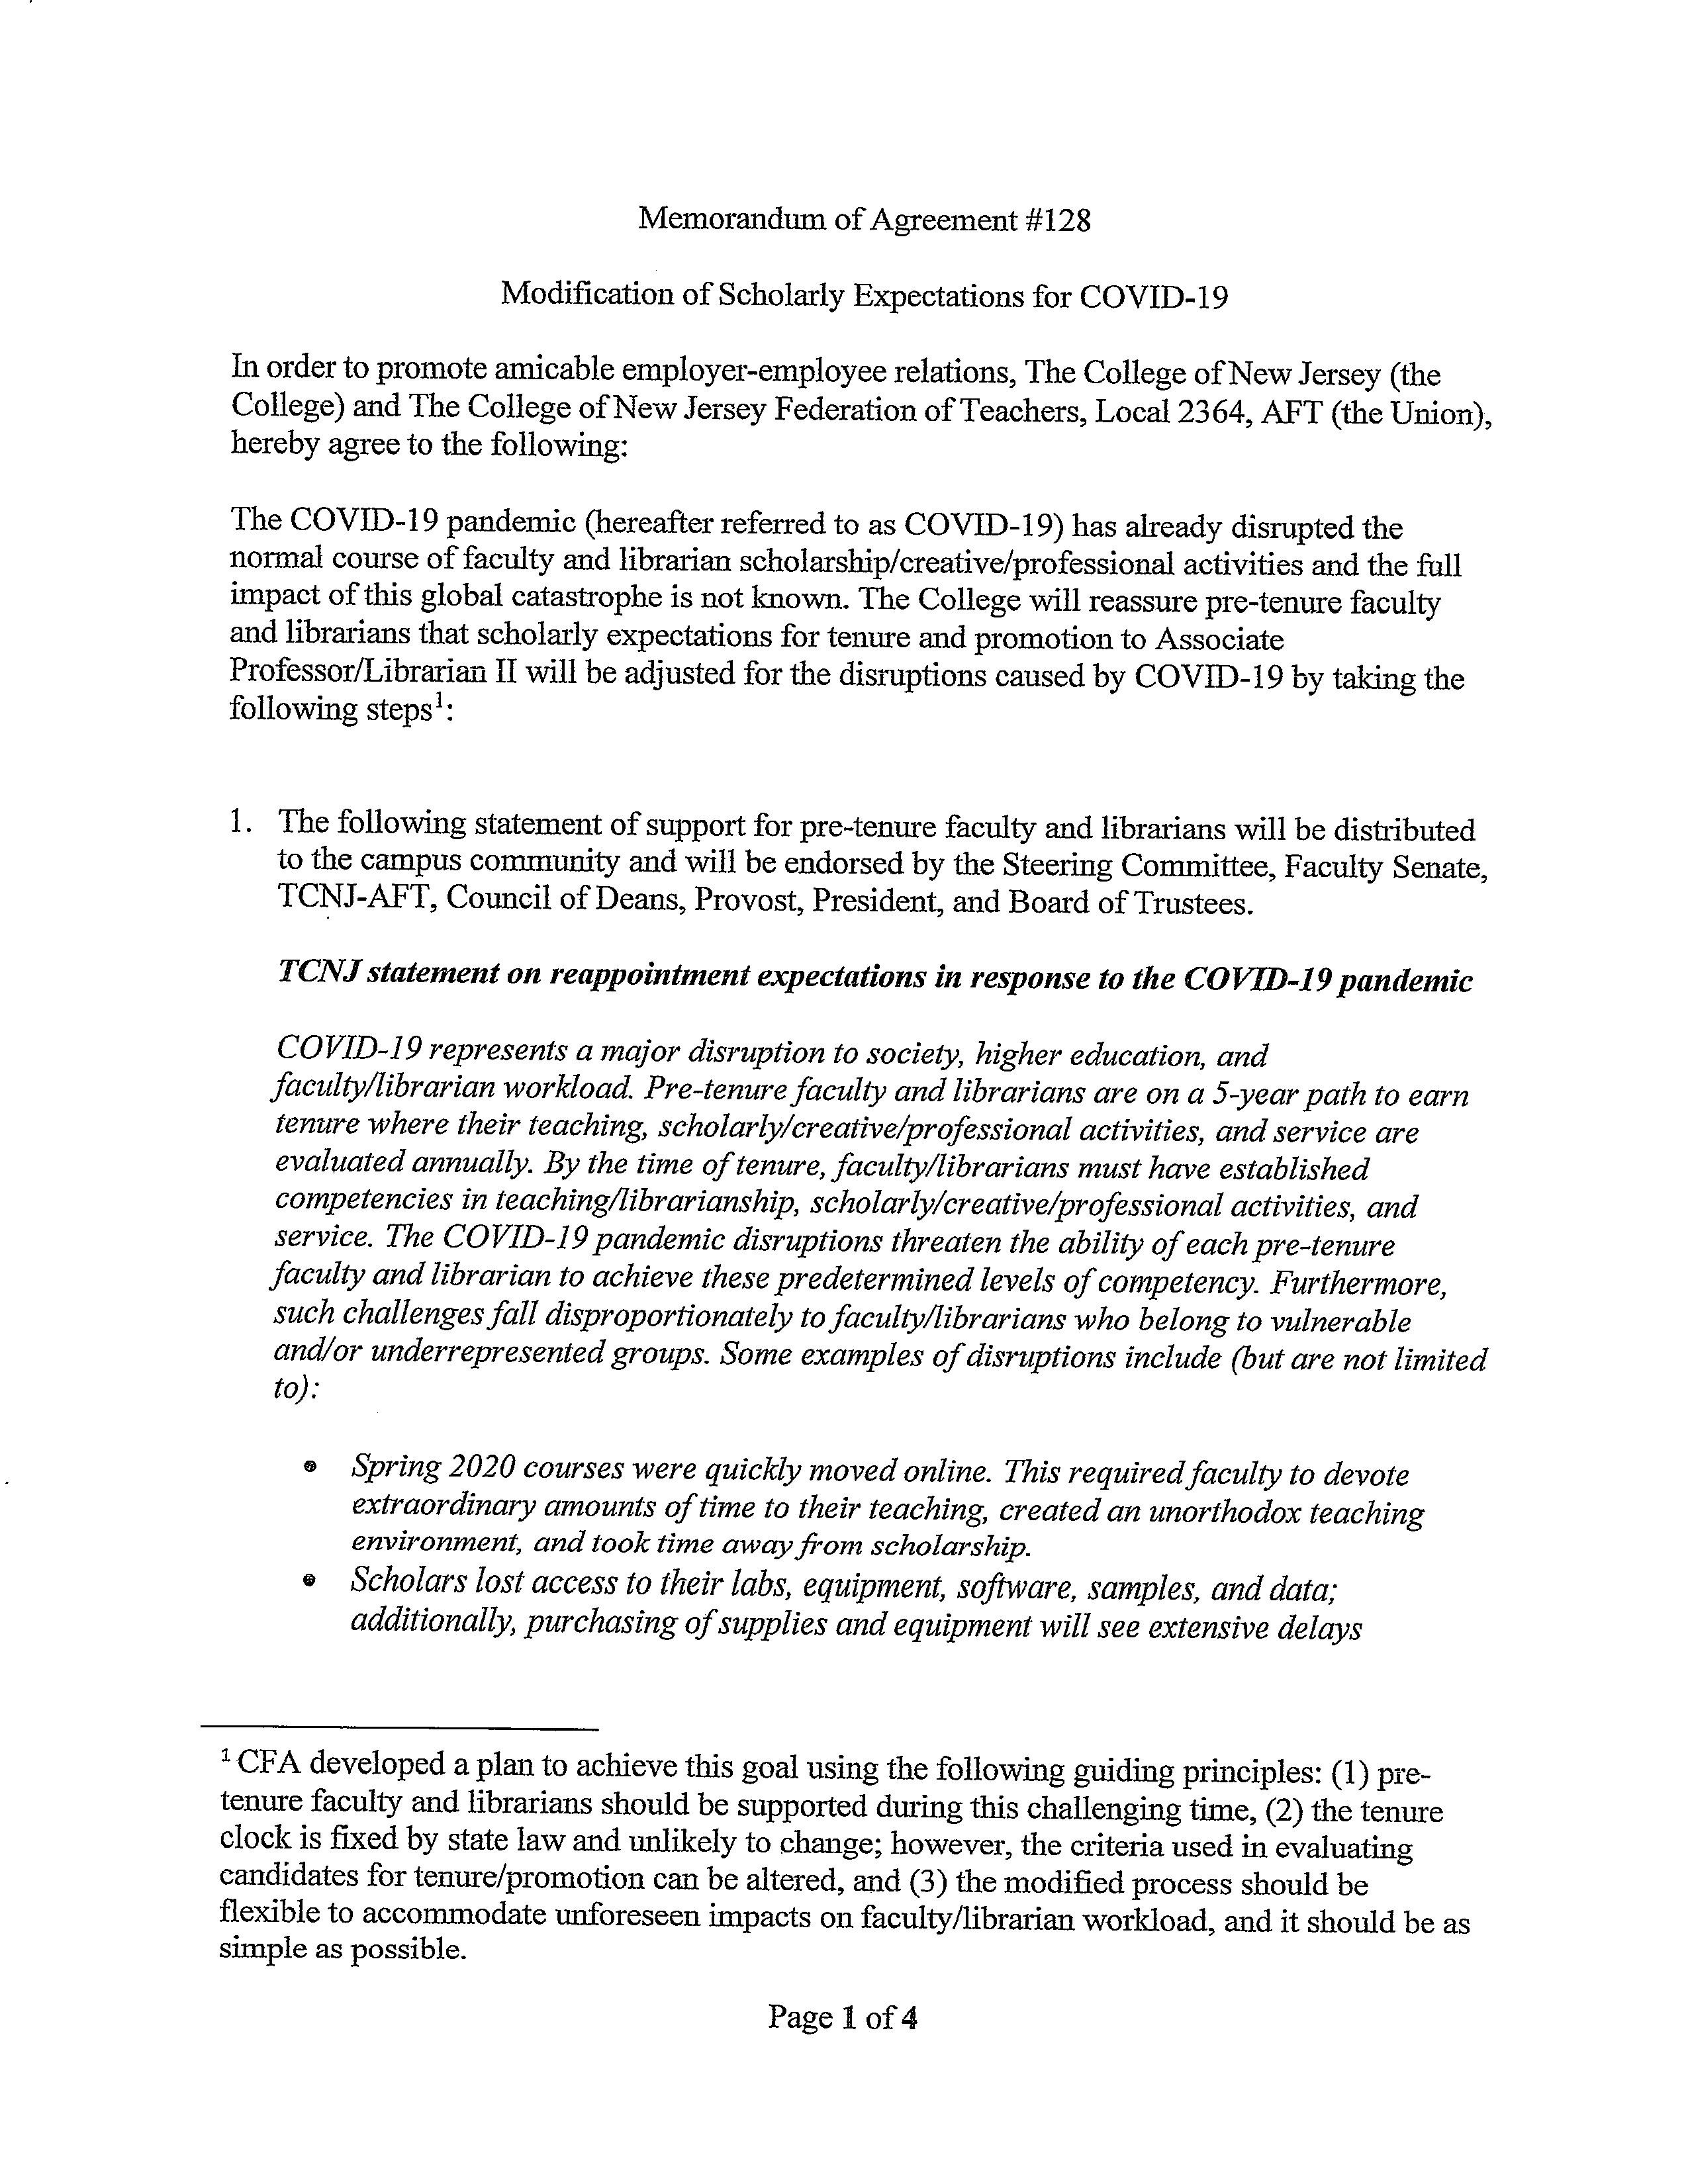 Memorandum of Agreement #128
Modification of Scholarly Expectations for COVID-19
In order to promote amicable employer-employee relations, The College of New Jersey (the
College) and The College of New Jersey Federation of Teachers, Local 2364, AFT (the Union),
hereby agree to the following:
The COVID-19 pandemic (hereafter referred to as COVID-19) has already disrupted the
normal course of faculty and librarian scholarship/creative/professional activities and the full
impact of this global catastrophe is not known. The College will reassure pre-tenure faculty
and librarians that scholarly expectations for tenure and promotion to Associate
Professor/Librarian II will be adjusted for the disruptions caused by COVID-19 by taking the
following steps¹:
1. The following statement of support for pre-tenure faculty and librarians will be distributed
to the campus community and will be endorsed by the Steering Committee, Faculty Senate,
TCNJ-AFT, Council of Deans, Provost, President, and Board of Trustees.
TCNJ statement on reappointment expectations in response to the COVID-19 pandemic
COVID-19 represents a major disruption to society, higher education, and
faculty/librarian workload. Pre-tenure faculty and librarians are on a 5-year path to earn
tenure where their teaching, scholarly/creative/professional activities, and service are
evaluated annually. By the time of tenure, faculty/librarians must have established
competencies in teaching/librarianship, scholarly/creative/professional activities, and
service. The COVID-19 pandemic disruptions threaten the ability of each pre-tenure
faculty and librarian to achieve these predetermined levels of competency. Furthermore,
such challenges fall disproportionately to faculty/librarians who belong to vulnerable
and/or underrepresented groups. Some examples of disruptions include (but are not limited
to):
• Spring 2020 courses were quickly moved online. This required faculty to devote
extraordinary amounts of time to their teaching, created an unorthodox teaching
environment, and took time away from scholarship.
• Scholars lost access to their labs, equipment, software, samples, and data;
additionally, purchasing of supplies and equipment will see extensive delays
¹ CFA developed a plan to achieve this goal using the following guiding principles: (1) pre-
tenure faculty and librarians should be supported during this challenging time, (2) the tenure
clock is fixed by state law and unlikely to change; however, the criteria used in evaluating
candidates for tenure/promotion can be altered, and (3) the modified process should be
flexible to accommodate unforeseen impacts on faculty/librarian workload, and it should be as
simple as possible.
Page 1 of 4